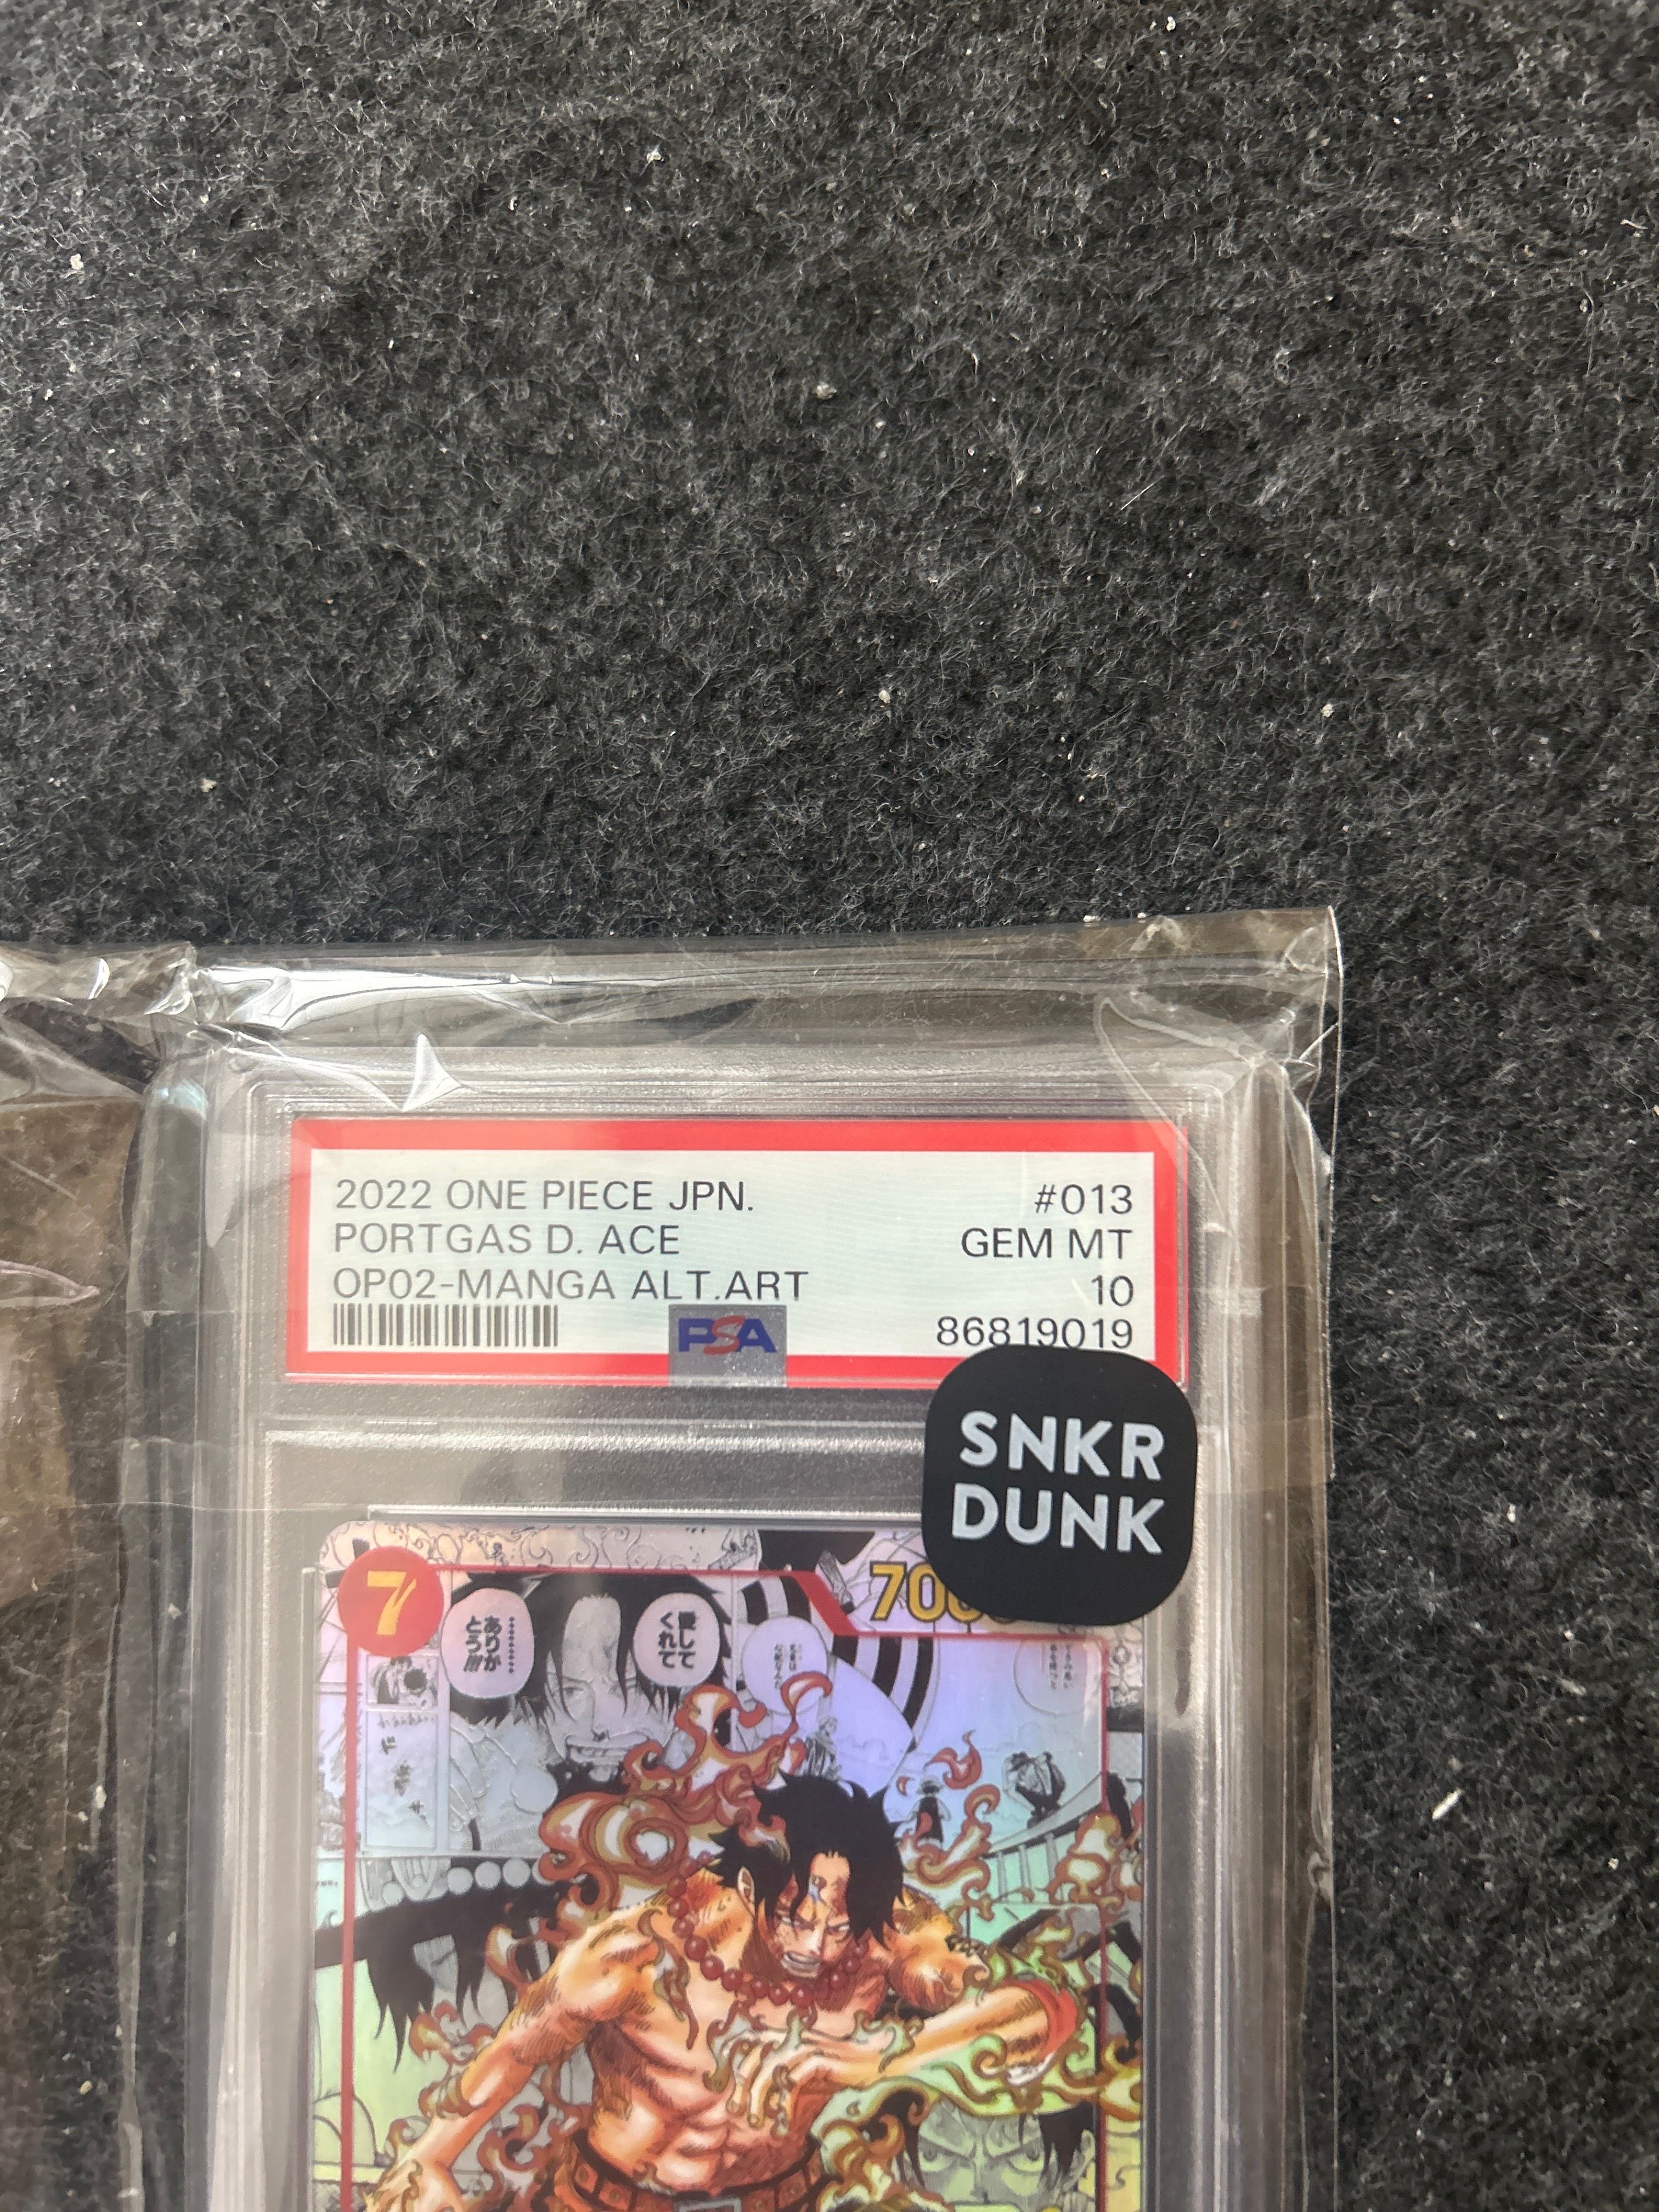 2022 ONE PIECE JPN.
#013
PORTGAS D. ACE
GEM MT
OP02-MANGA ALT.ART
10
PSA
86819019
SNKR
DUNK
7
愛して
くれて
………
ありが
とう!!!
ド